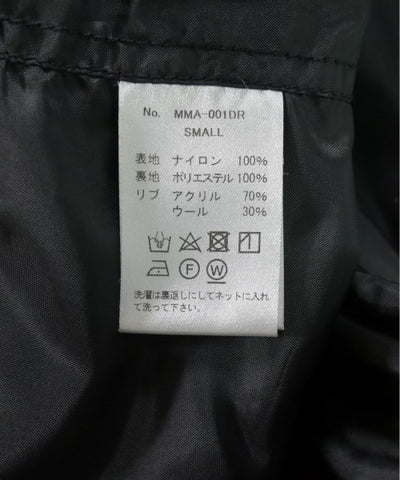 No. MMA-001DR
SMALL
表地 ナイロン 100%
裏地 ポリエステル 100%
リブ アクリル 70%
ウール 30%
F W
洗濯は裏返しにしてネットに入れ
て洗って下さい。